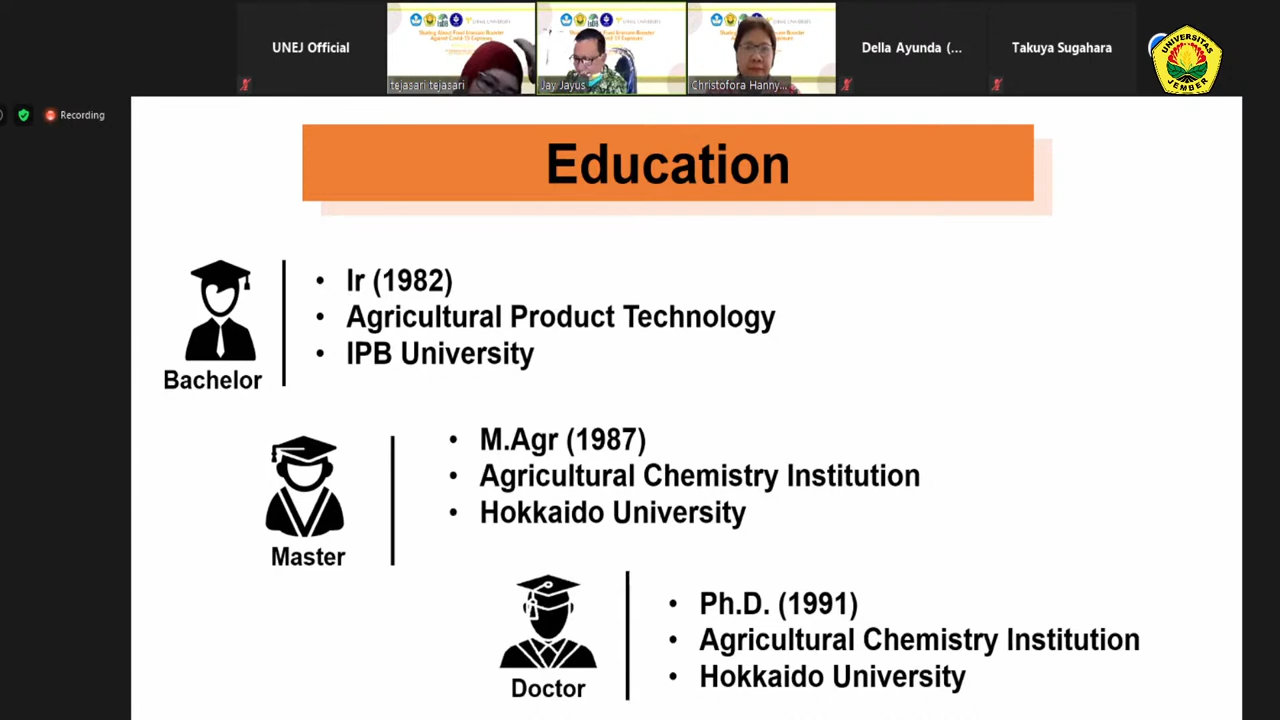 UNEJ Official
tejasari tejasari
Jay Jayus
Christofora Hanny...
Della Ayunda (...
Takuya Sugahara
UNIVERSITAS
JEMBER
Recording
Education
Bachelor
• Ir (1982)
• Agricultural Product Technology
• IPB University
Master
• M.Agr (1987)
• Agricultural Chemistry Institution
• Hokkaido University
Doctor
• Ph.D. (1991)
• Agricultural Chemistry Institution
• Hokkaido University